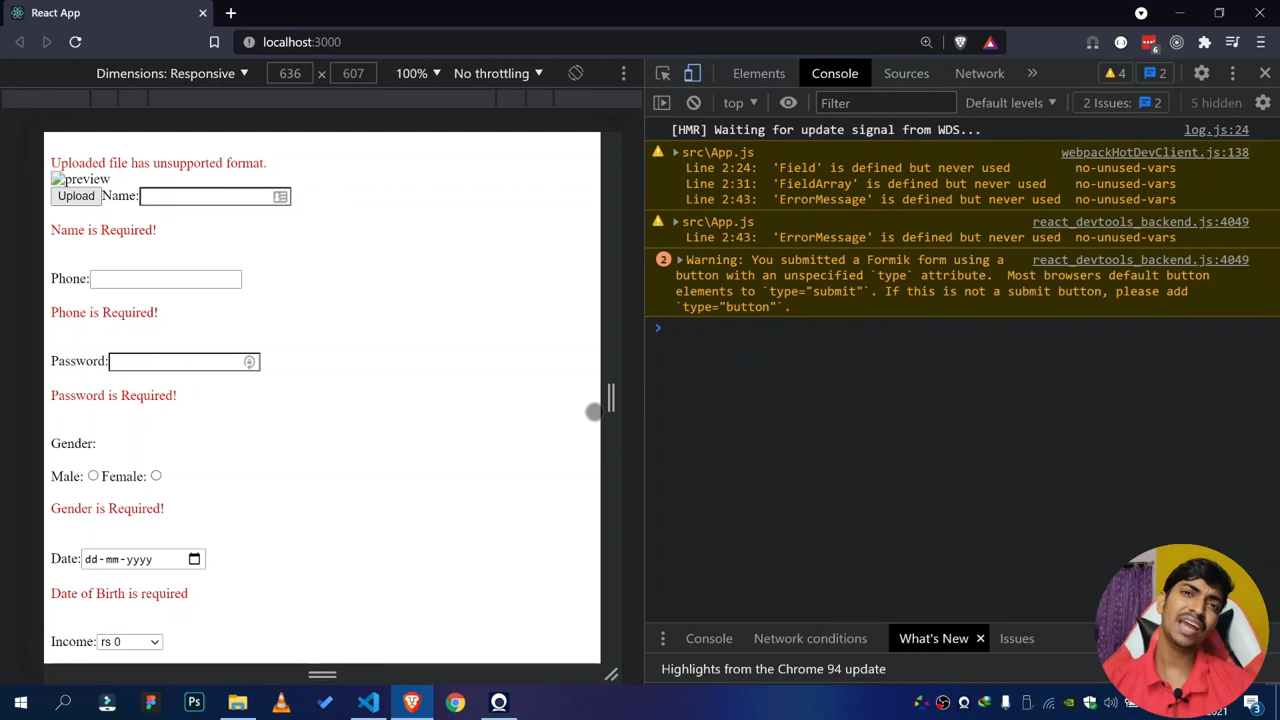 React App
localhost:3000
6
Dimensions: Responsive 636 × 607 100% No throttling
Elements Console Sources Network 4 2
top Filter Default levels 2 Issues: 2 5 hidden
Uploaded file has unsupported format.
preview
Upload Name:
Name is Required!
Phone:
Phone is Required!
Password:
Password is Required!
Gender:
Male: Female:
Gender is Required!
Date: dd-mm-yyyy
Date of Birth is required
Income: rs 0
[HMR] Waiting for update signal from WDS... log.js:24
src\App.js webpackHotDevClient.js:138
Line 2:24: 'Field' is defined but never used no-unused-vars
Line 2:31: 'FieldArray' is defined but never used no-unused-vars
Line 2:43: 'ErrorMessage' is defined but never used no-unused-vars
src\App.js react_devtools_backend.js:4049
Line 2:43: 'ErrorMessage' is defined but never used no-unused-vars
2 Warning: You submitted a Formik form using a react_devtools_backend.js:4049
button with an unspecified `type` attribute. Most browsers default button
elements to `type="submit"`. If this is not a submit button, please add
`type="button"`.
Console Network conditions What's New Issues
Highlights from the Chrome 94 update
Ps
3